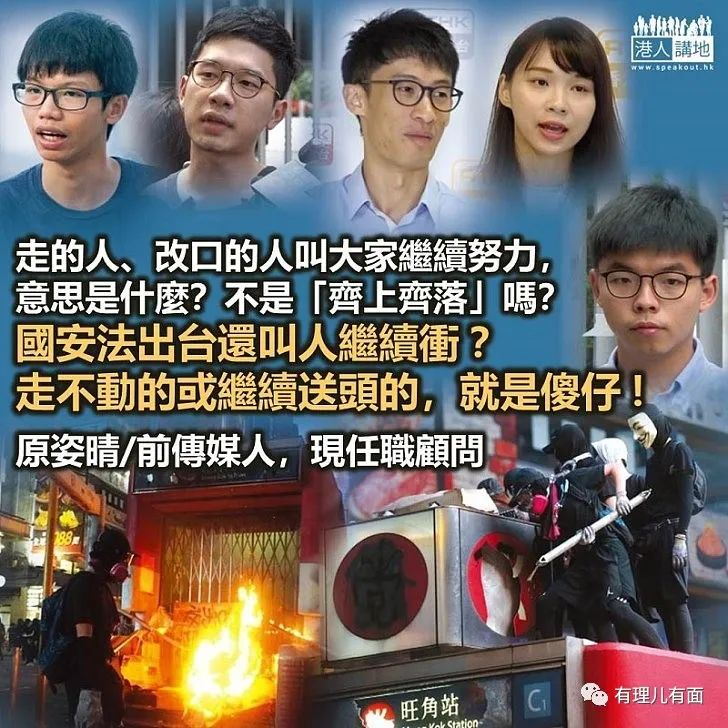 港人講地
www.speakout.hk
走的人、改口的人叫大家繼續努力，
意思是什麼？不是「齊上齊落」嗎？
國安法出台還叫人繼續衝？
走不動的或繼續送頭的，就是傻仔！
原姿晴/前傳媒人，現任職顧問
黨
旺角站
Mong Kok Station
C1
有理儿有面